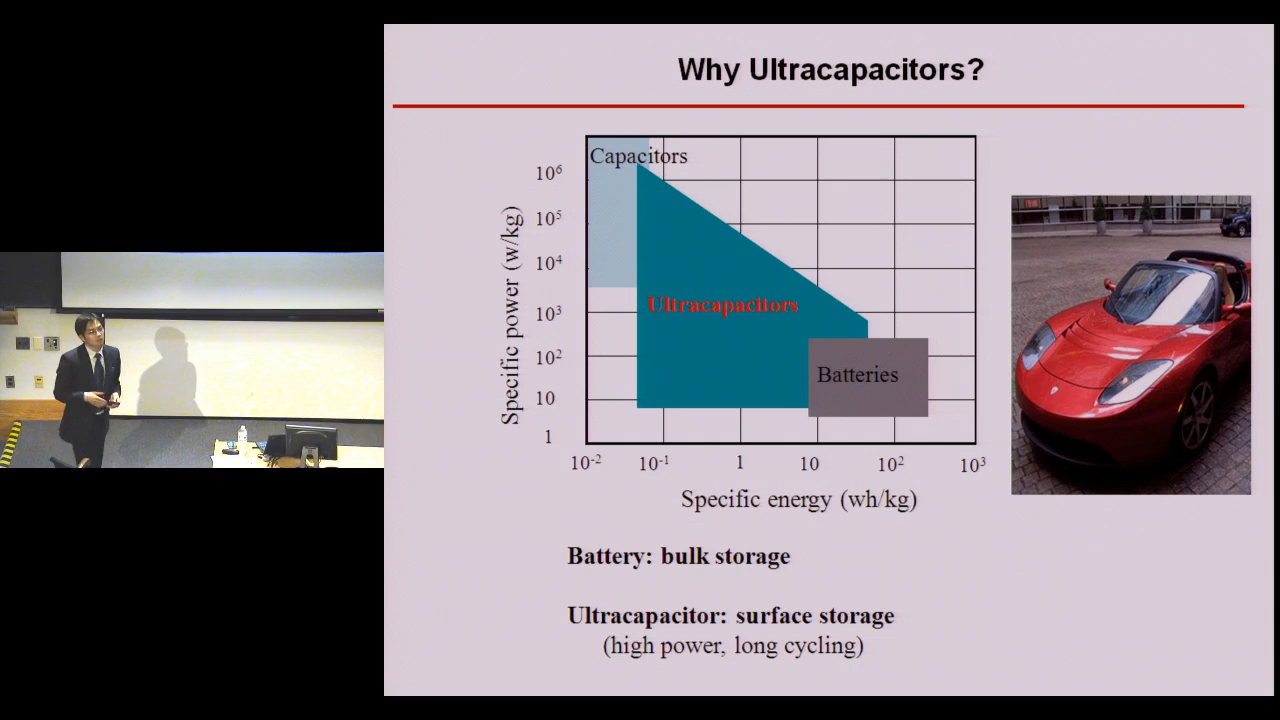 Why Ultracapacitors?
Capacitors
10⁶
10⁵
10⁴
10³
10²
10
1
Specific power (w/kg)
Ultracapacitors
Batteries
10⁻² 10⁻¹ 1 10 10² 10³
Specific energy (wh/kg)
Battery: bulk storage
Ultracapacitor: surface storage
(high power, long cycling)